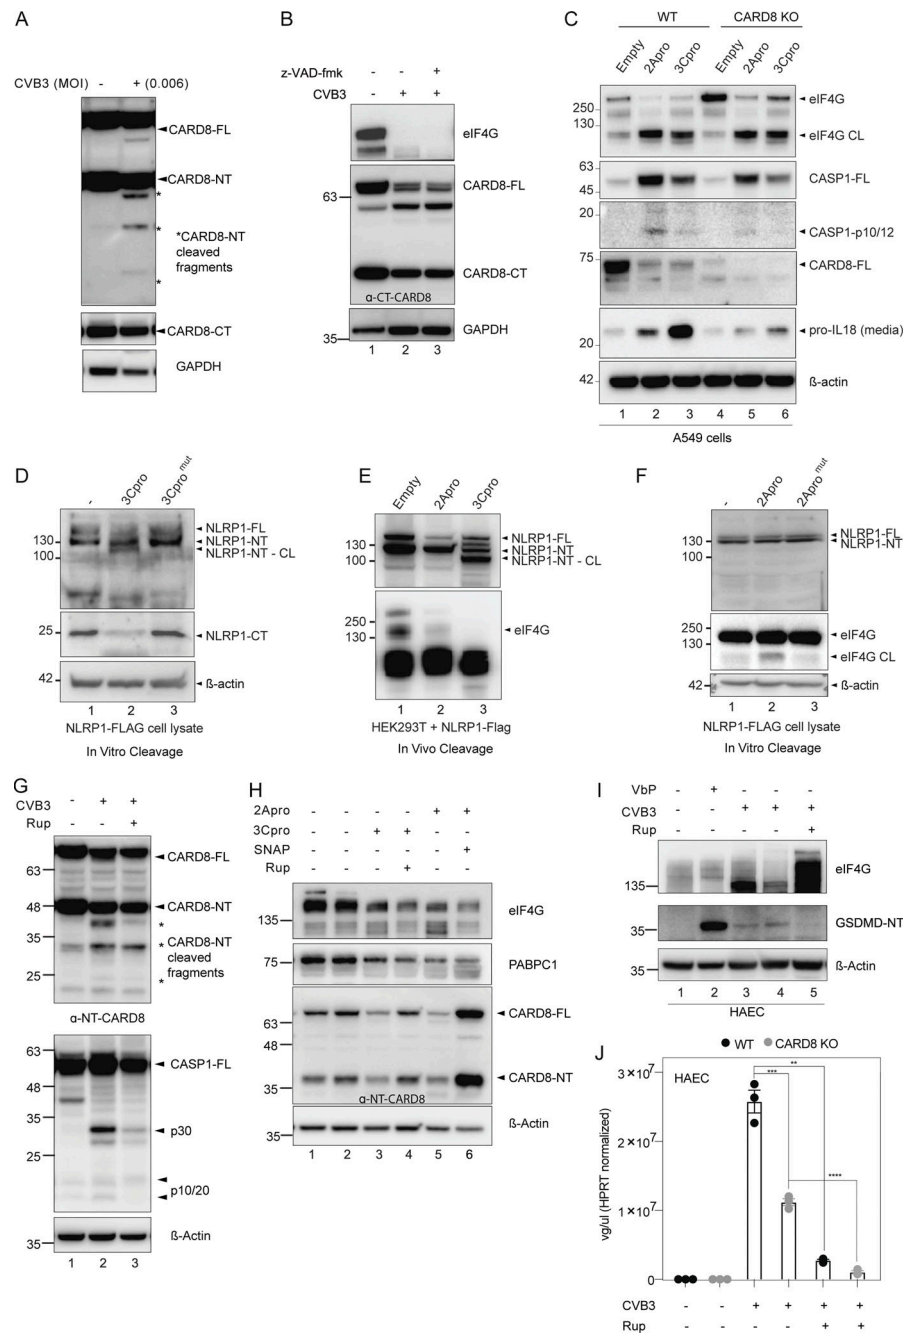 A
CVB3 (MOI) - + (0.006)
CARD8-FL
CARD8-NT
*
*
*CARD8-NT
cleaved
fragments
*
CARD8-CT
GAPDH
B
z-VAD-fmk - - +
CVB3 - + +
eIF4G
CARD8-FL
63
CARD8-CT
α-CT-CARD8
GAPDH
35
1 2 3
C
WT CARD8 KO
Empty 2Apro 3Cpro Empty 2Apro 3Cpro
eIF4G
250
130
eIF4G CL
63
CASP1-FL
45
20
CASP1-p10/12
75
CARD8-FL
pro-IL18 (media)
20
42
ß-actin
1 2 3 4 5 6
A549 cells
D
- 3Cpro 3Cpro mut
NLRP1-FL
130
NLRP1-NT
100
NLRP1-NT - CL
25
NLRP1-CT
42
ß-actin
1 2 3
NLRP1-FLAG cell lysate
In Vitro Cleavage
E
Empty 2Apro 3Cpro
NLRP1-FL
130
NLRP1-NT
100
NLRP1-NT - CL
250
eIF4G
130
1 2 3
HEK293T + NLRP1-Flag
In Vivo Cleavage
F
- 2Apro 2Apro mut
NLRP1-FL
130
NLRP1-NT
100
250
eIF4G
130
eIF4G CL
42
ß-actin
1 2 3
NLRP1-FLAG cell lysate
In Vitro Cleavage
G
CVB3 - + +
Rup - - +
CARD8-FL
63
48
CARD8-NT
*
35
* CARD8-NT
cleaved
fragments
25
*
α-NT-CARD8
63
CASP1-FL
48
35
p30
25
p10/20
ß-Actin
35
1 2 3
H
2Apro - - - - + +
3Cpro - - + + - -
SNAP - - - - - +
Rup - - - + - -
eIF4G
135
75
PABPC1
CARD8-FL
63
48
CARD8-NT
35
α-NT-CARD8
ß-Actin
35
1 2 3 4 5 6
I
VbP - + - - -
CVB3 - - + + +
Rup - - - - +
eIF4G
135
GSDMD-NT
35
ß-Actin
1 2 3 4 5
HAEC
J
WT CARD8 KO
HAEC
**
***
****
vg/ul (HPRT normalized)
3×10⁷
2×10⁷
1×10⁷
0
CVB3 - - + + + +
Rup - - - - + +